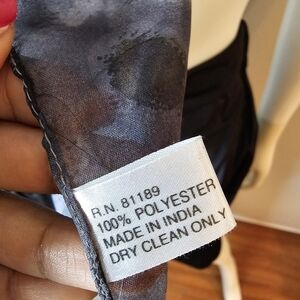 R.N. 81189
100% POLYESTER
MADE IN INDIA
DRY CLEAN ONLY